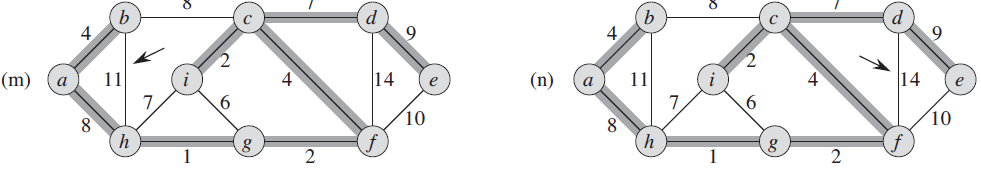 8 7 8 7
b c d b c d
4 9 4 9
2 2
(m) a 11 i 4 14 e (n) a 11 i 4 14 e
7 6 7 6
8 10 8 10
h g f h g f
1 2 1 2